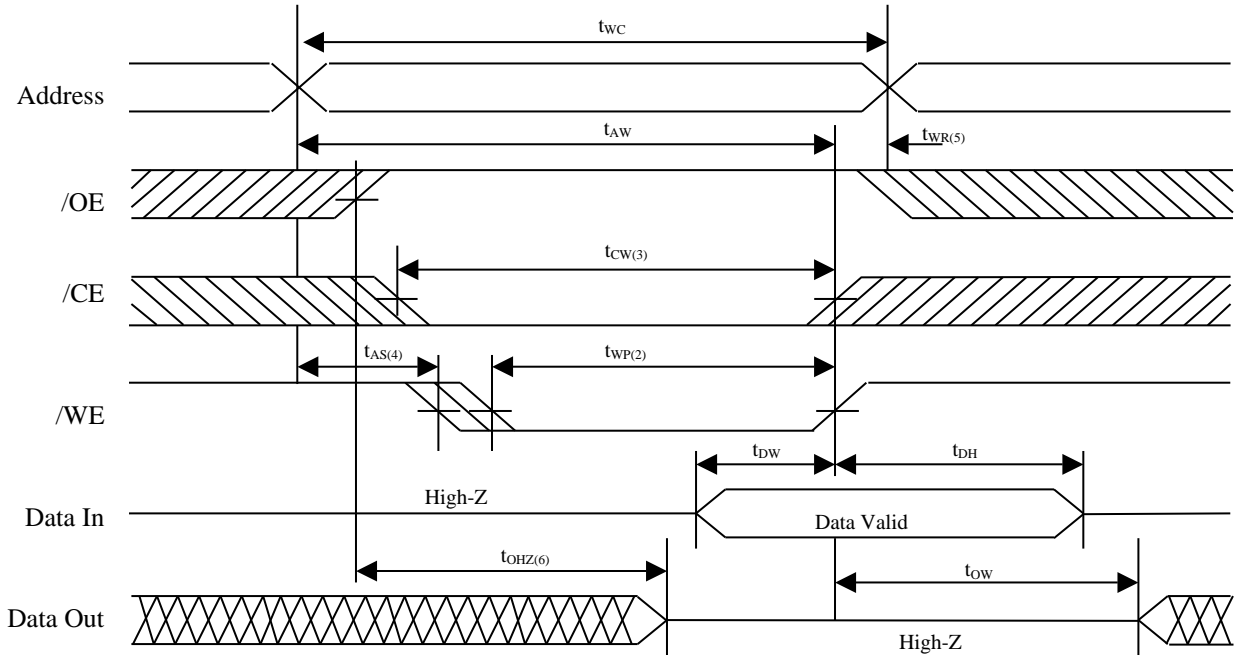 tWC
Address
tAW
tWR(5)
/OE
tCW(3)
/CE
tAS(4)
tWP(2)
/WE
tDW
tDH
High-Z
Data In
Data Valid
tOHZ(6)
tOW
Data Out
High-Z